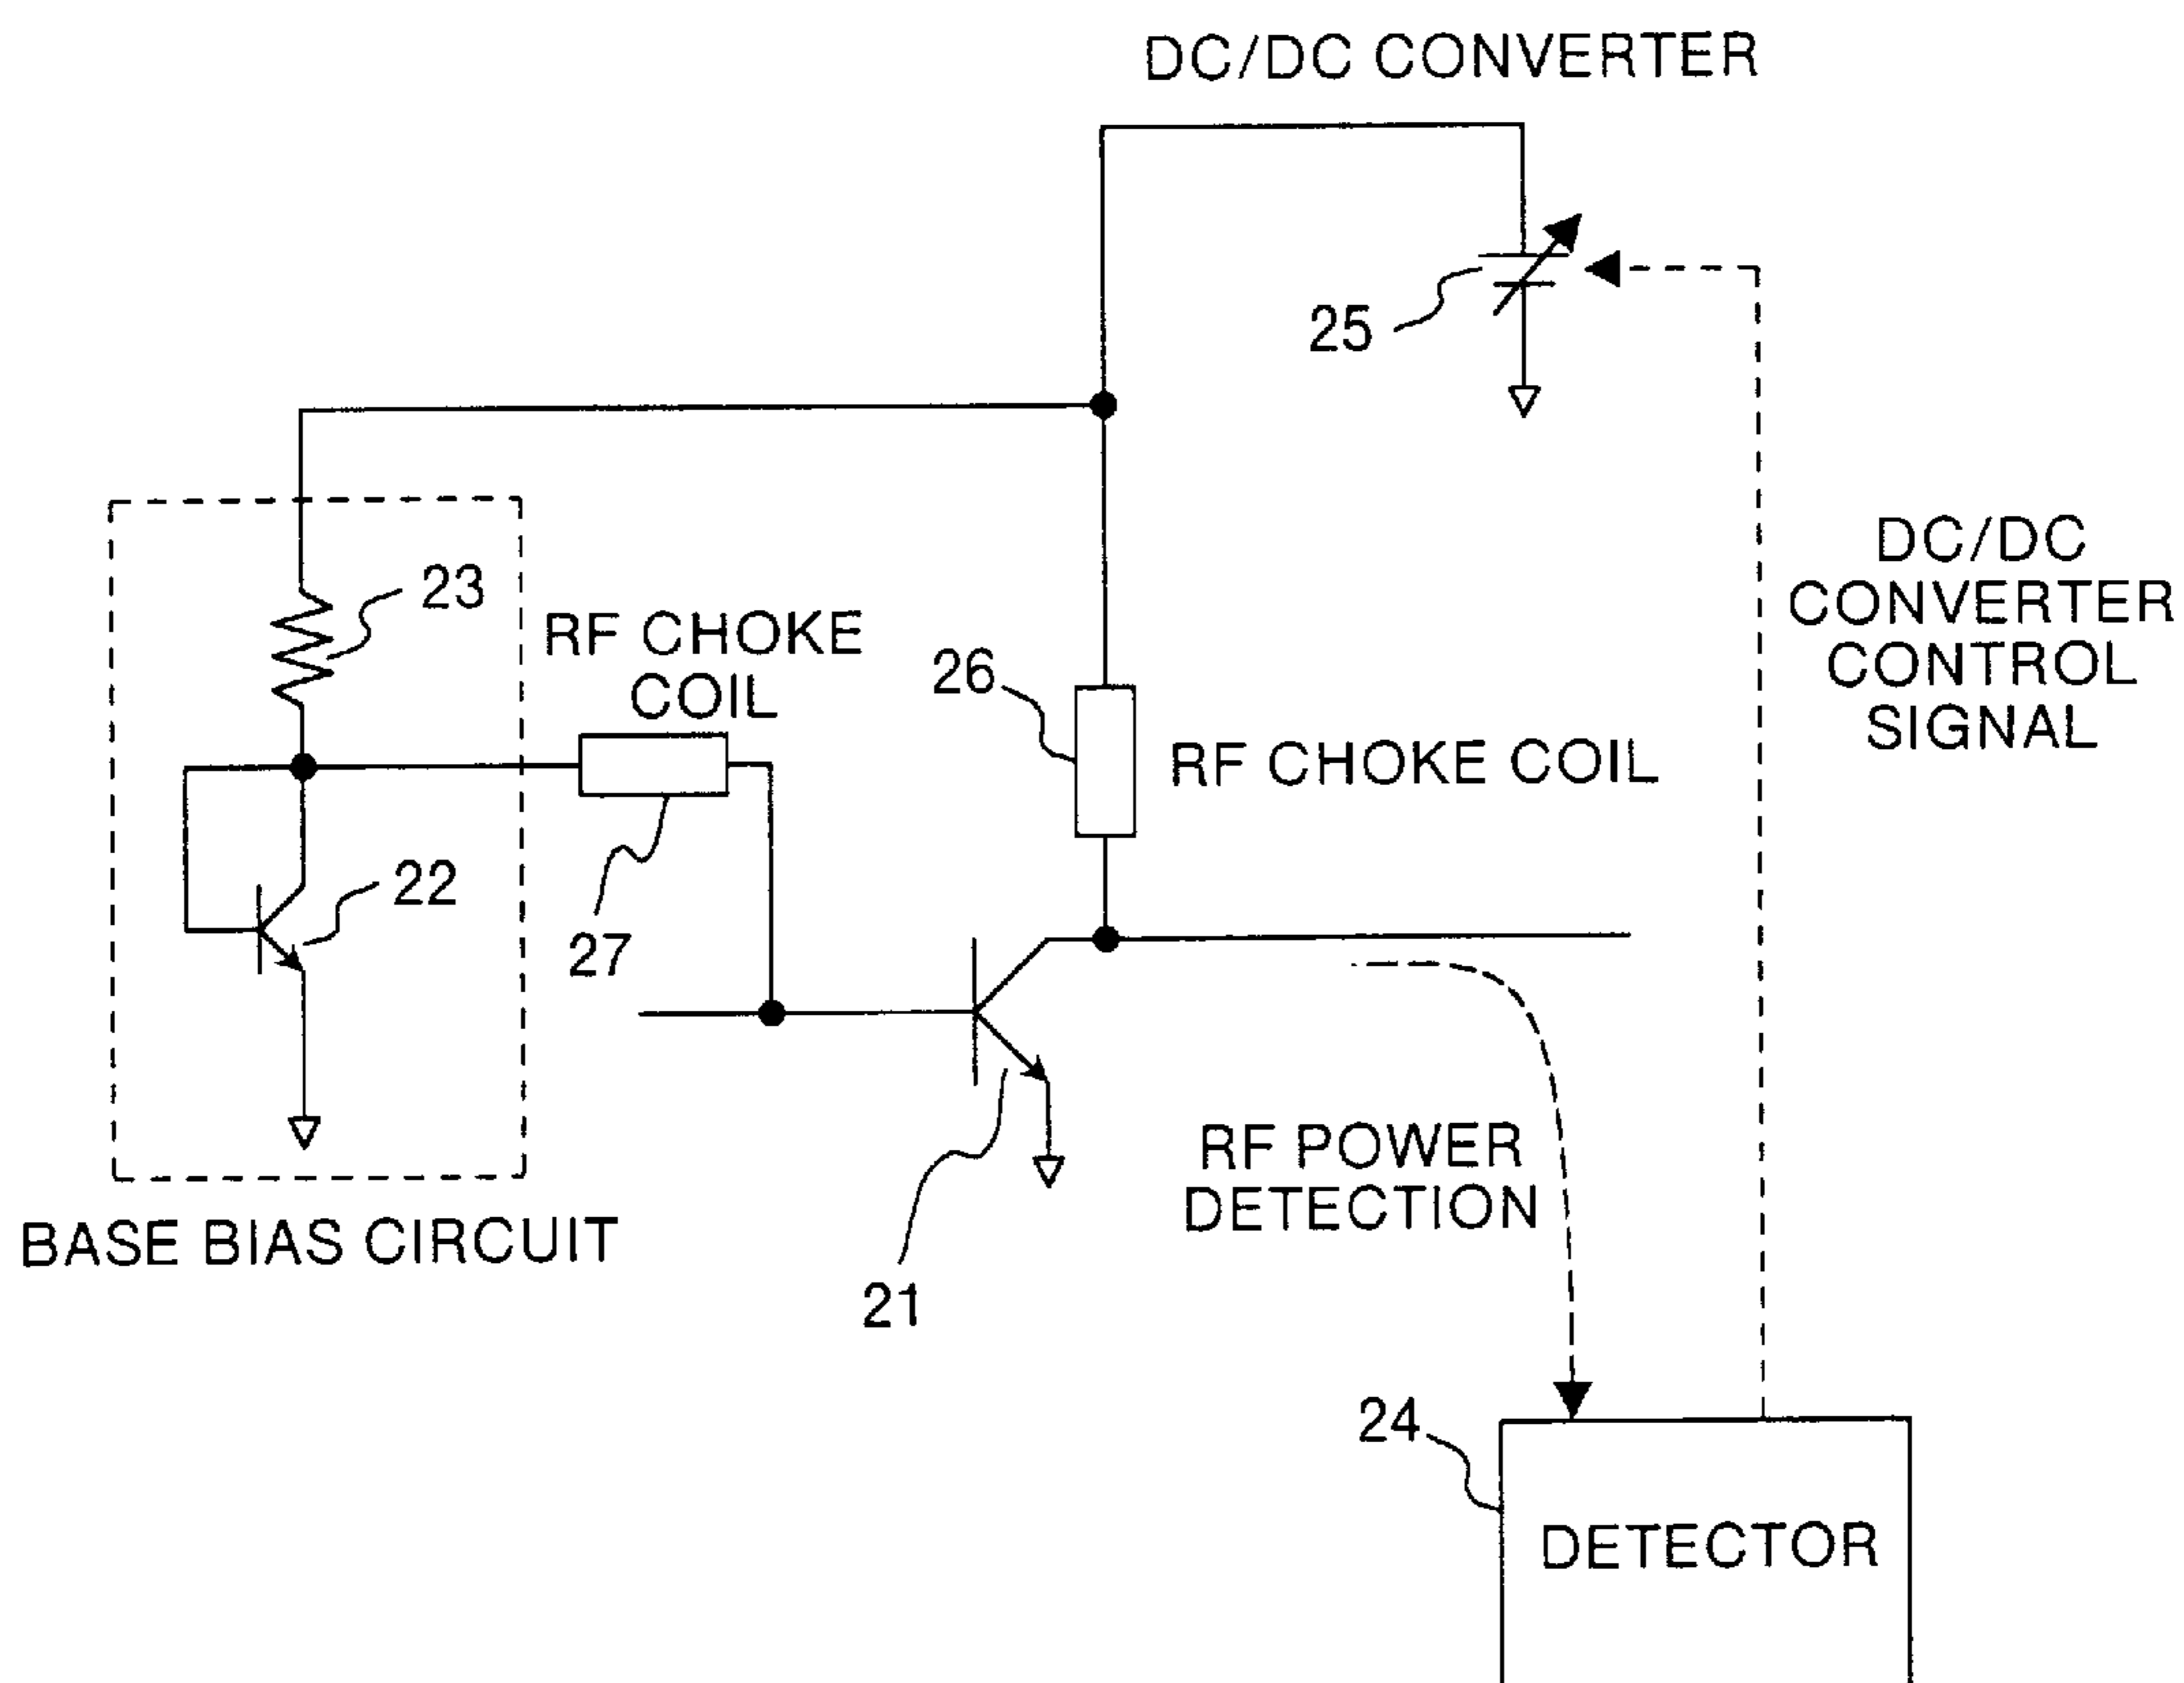 DC/DC CONVERTER
25
DC/DC
CONVERTER
CONTROL
SIGNAL
23
RF CHOKE
COIL
26
RF CHOKE COIL
22
27
RF POWER
DETECTION
BASE BIAS CIRCUIT
21
24
DETECTOR